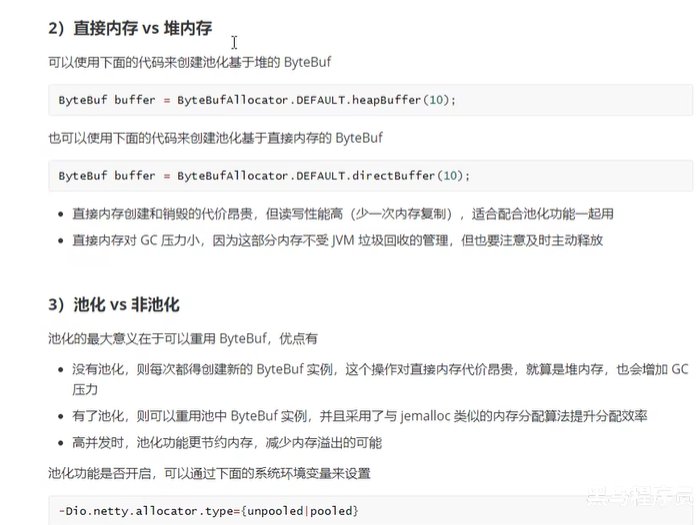 2）直接内存 vs 堆内存
可以使用下面的代码来创建池化基于堆的 ByteBuf
ByteBuf buffer = ByteBufAllocator.DEFAULT.heapBuffer(10);
也可以使用下面的代码来创建池化基于直接内存的 ByteBuf
ByteBuf buffer = ByteBufAllocator.DEFAULT.directBuffer(10);
• 直接内存创建和销毁的代价昂贵，但读写性能高（少一次内存复制），适合配合池化功能一起用
• 直接内存对 GC 压力小，因为这部分内存不受 JVM 垃圾回收的管理，但也要注意及时主动释放
3）池化 vs 非池化
池化的最大意义在于可以重用 ByteBuf，优点有
• 没有池化，则每次都得创建新的 ByteBuf 实例，这个操作对直接内存代价昂贵，就算是堆内存，也会增加 GC
压力
• 有了池化，则可以重用池中 ByteBuf 实例，并且采用了与 jemalloc 类似的内存分配算法提升分配效率
• 高并发时，池化功能更节约内存，减少内存溢出的可能
池化功能是否开启，可以通过下面的系统环境变量来设置
-Dio.netty.allocator.type={unpooled|pooled}